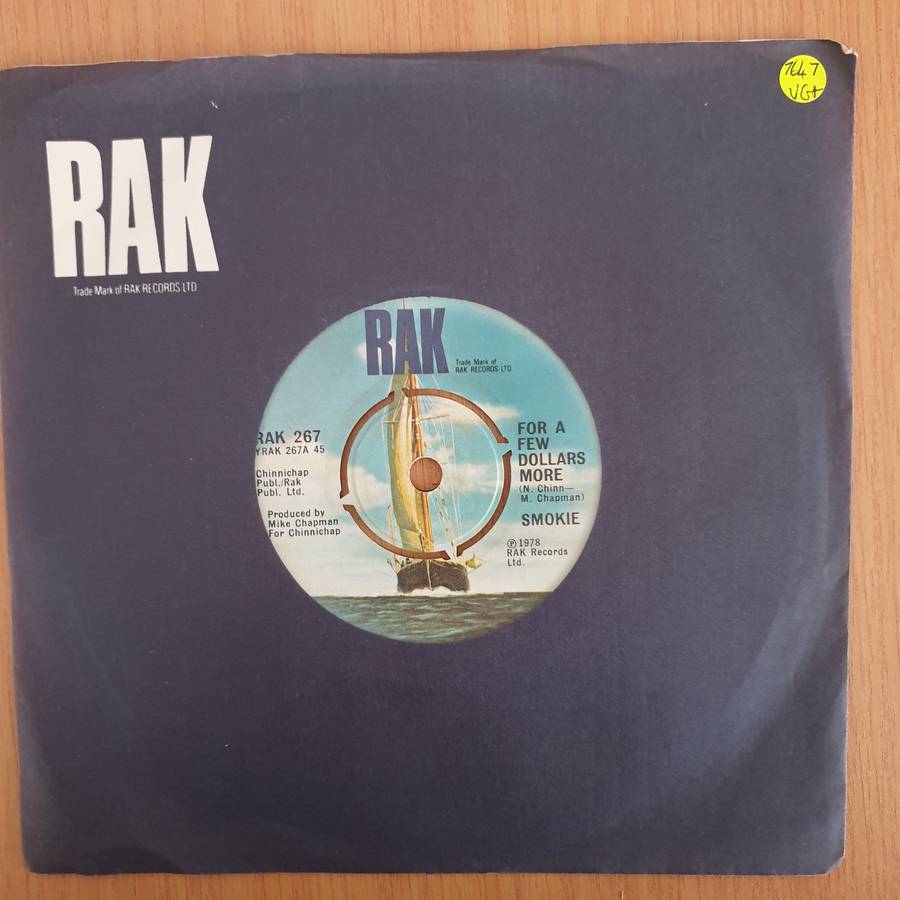 RAK
Trade Mark of RAK RECORDS LTD
7647
VG+
RAK
Trade Mark of
RAK RECORDS LTD
RAK 267
YRAK 267A 45
Chinnichap
Publ./Rak
Publ. Ltd.
Produced by
Mike Chapman
For Chinnichap
FOR A
FEW
DOLLARS
MORE
(N. Chinn—
M. Chapman)
SMOKIE
℗ 1978
RAK Records
Ltd.